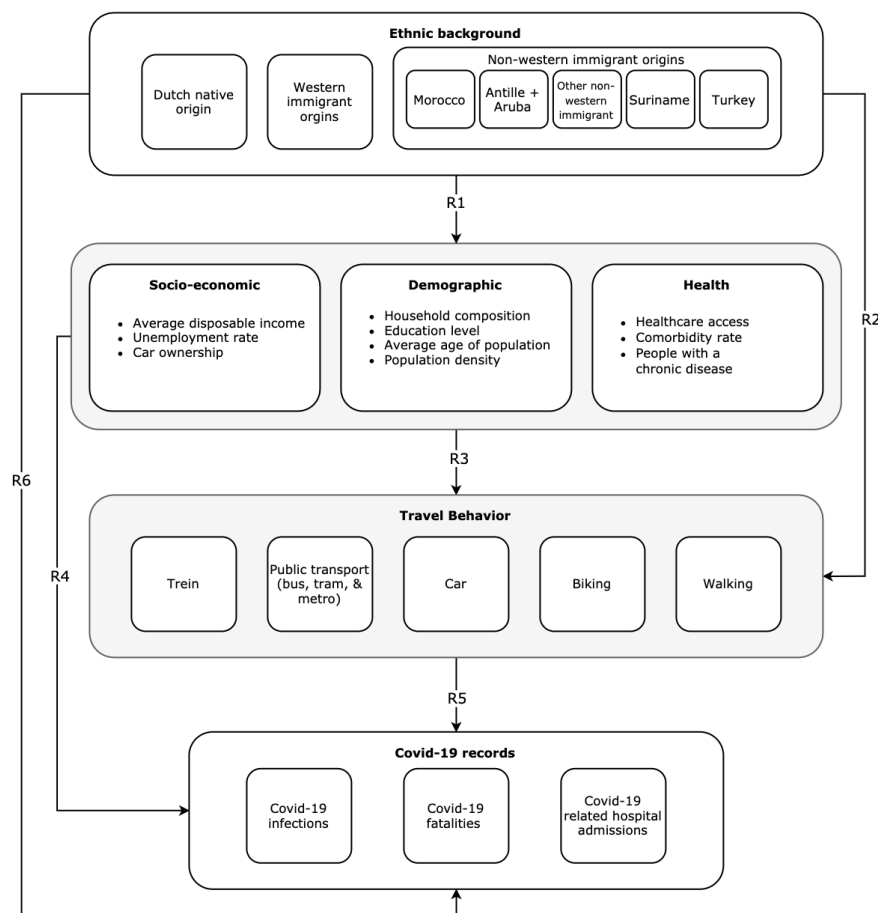 Ethnic background
Dutch native
origin
Western
immigrant
orgins
Non-western immigrant origins
Morocco
Antille +
Aruba
Other non-
western
immigrant
Suriname
Turkey
R1
R2
Socio-economic
• Average disposable income
• Unemployment rate
• Car ownership
Demographic
• Household composition
• Education level
• Average age of population
• Population density
Health
• Healthcare access
• Comorbidity rate
• People with a
chronic disease
R3
R6
R4
Travel Behavior
Trein
Public transport
(bus, tram, &
metro)
Car
Biking
Walking
R5
Covid-19 records
Covid-19
infections
Covid-19
fatalities
Covid-19
related hospital
admissions